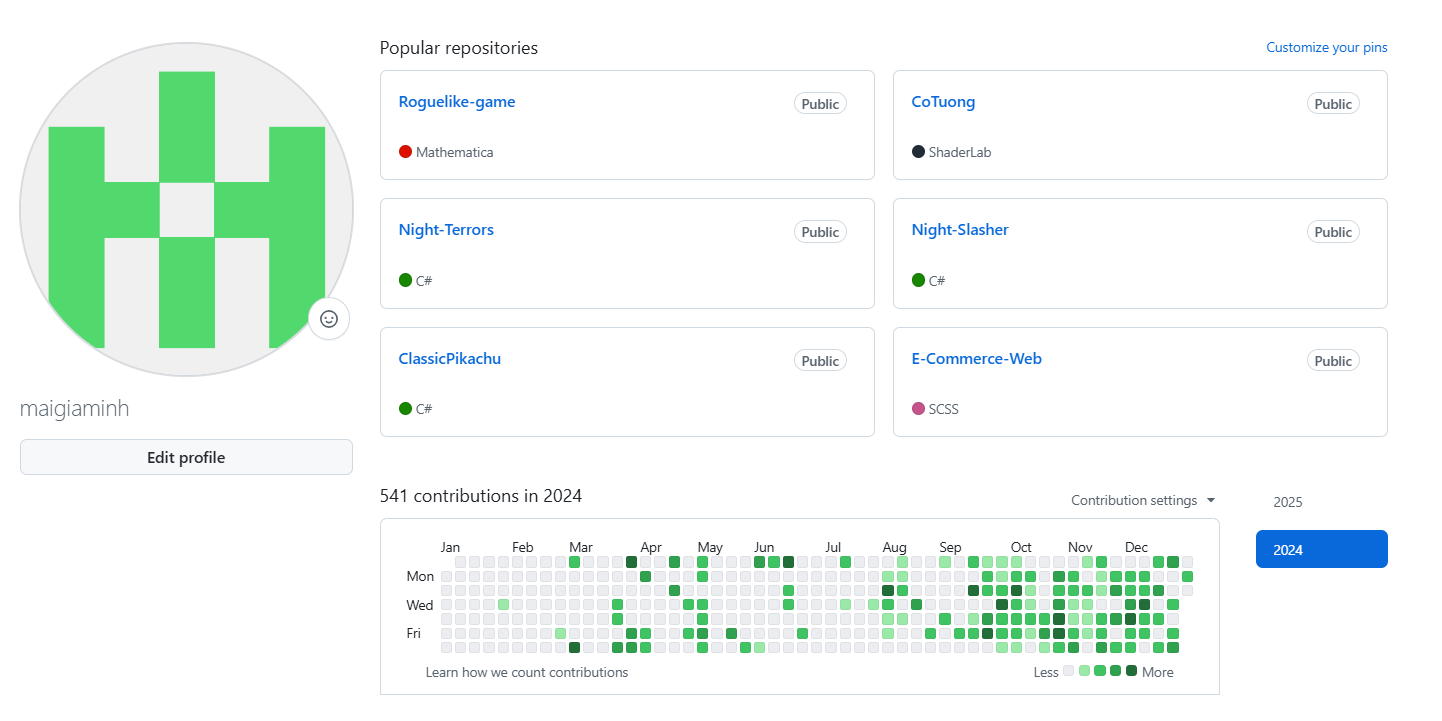 maigiaminh
Edit profile
Popular repositories
Customize your pins
Roguelike-game
Public
Mathematica
CoTuong
Public
ShaderLab
Night-Terrors
Public
C#
Night-Slasher
Public
C#
ClassicPikachu
Public
C#
E-Commerce-Web
Public
SCSS
541 contributions in 2024
Contribution settings
Jan Feb Mar Apr May Jun Jul Aug Sep Oct Nov Dec
Mon
Wed
Fri
Learn how we count contributions
Less More
2025
2024